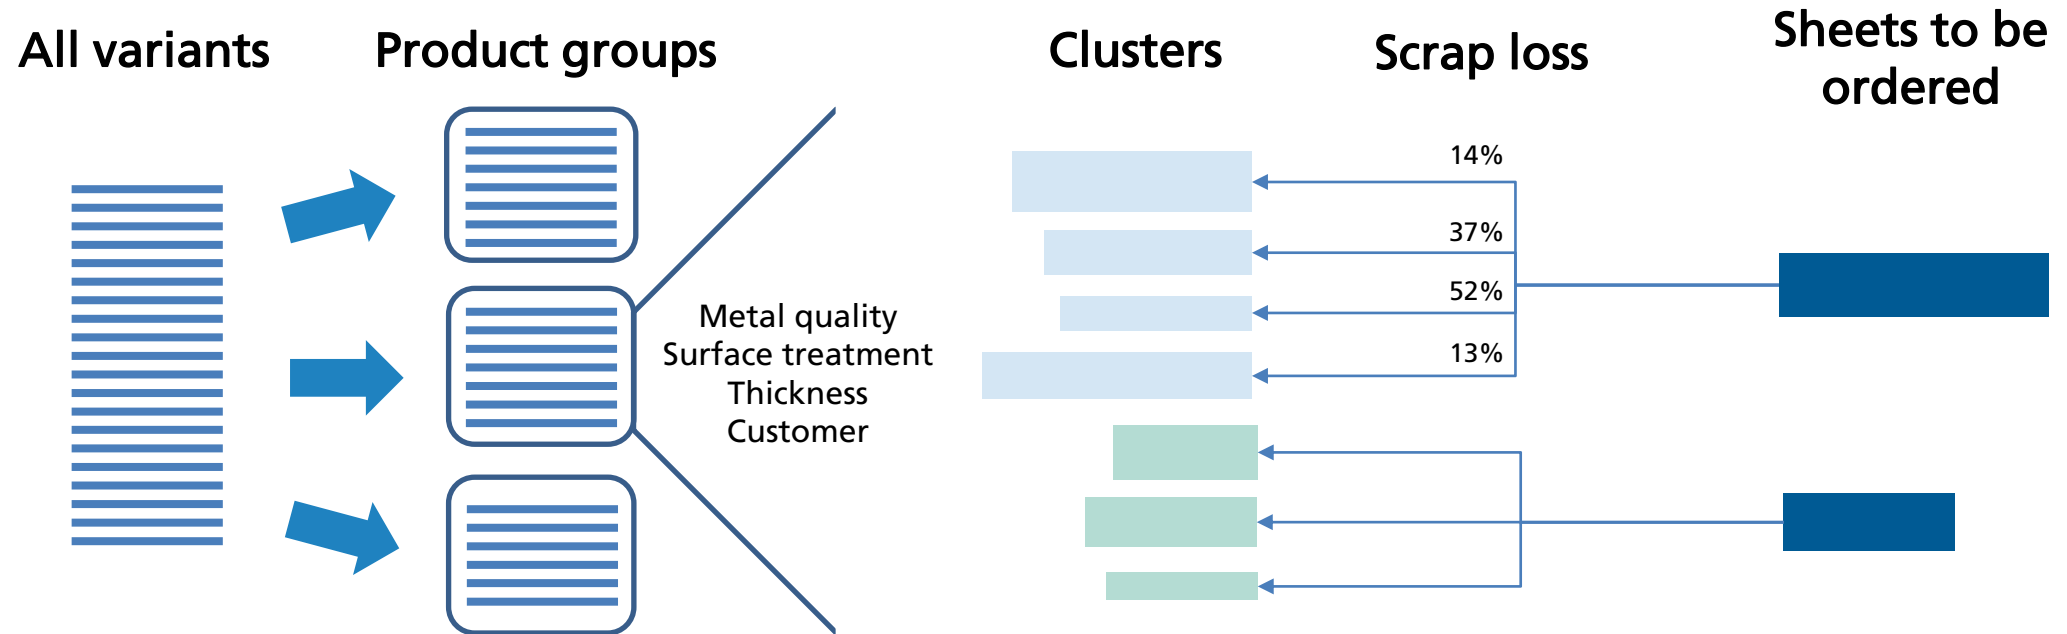 All variants
Product groups
Clusters
Scrap loss
Sheets to be
ordered
Metal quality
Surface treatment
Thickness
Customer
14%
37%
52%
13%